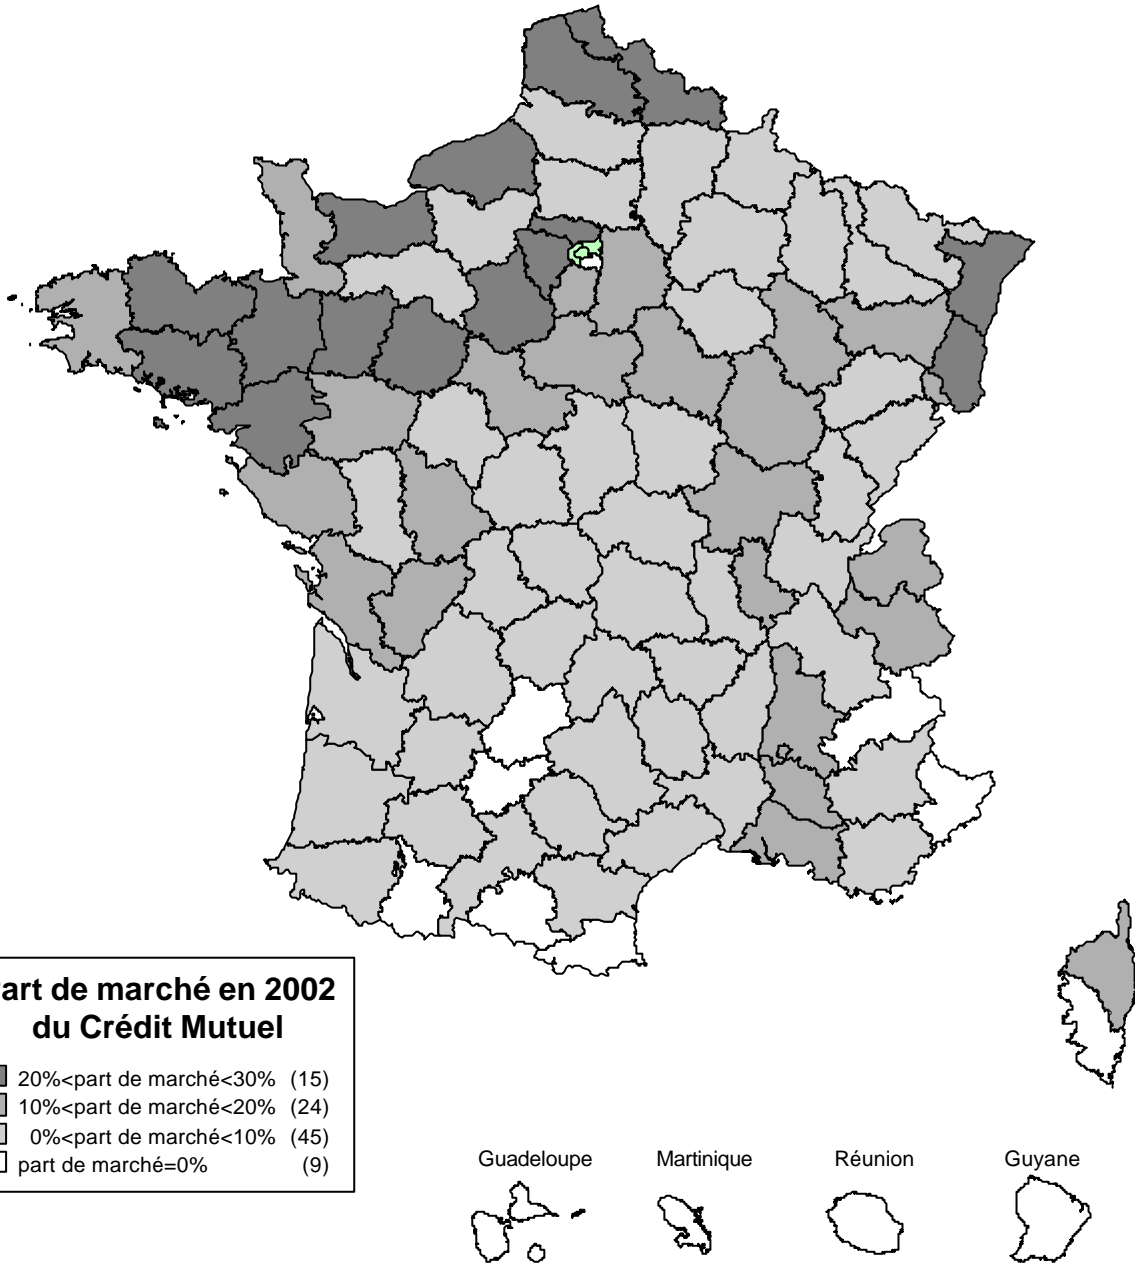 art de marché en 2002
du Crédit Mutuel
20%<part de marché<30% (15)
10%<part de marché<20% (24)
0%<part de marché<10% (45)
part de marché=0% (9)
Guadeloupe Martinique Réunion Guyane